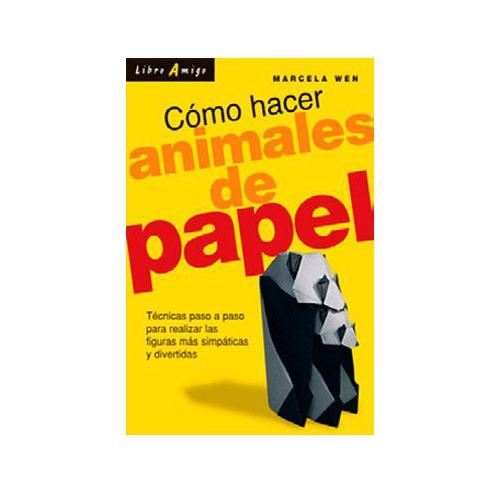 Libro Amigo
MARCELA WEN
Cómo hacer
animales
de
papel
Técnicas paso a paso
para realizar las
figuras más simpáticas
y divertidas